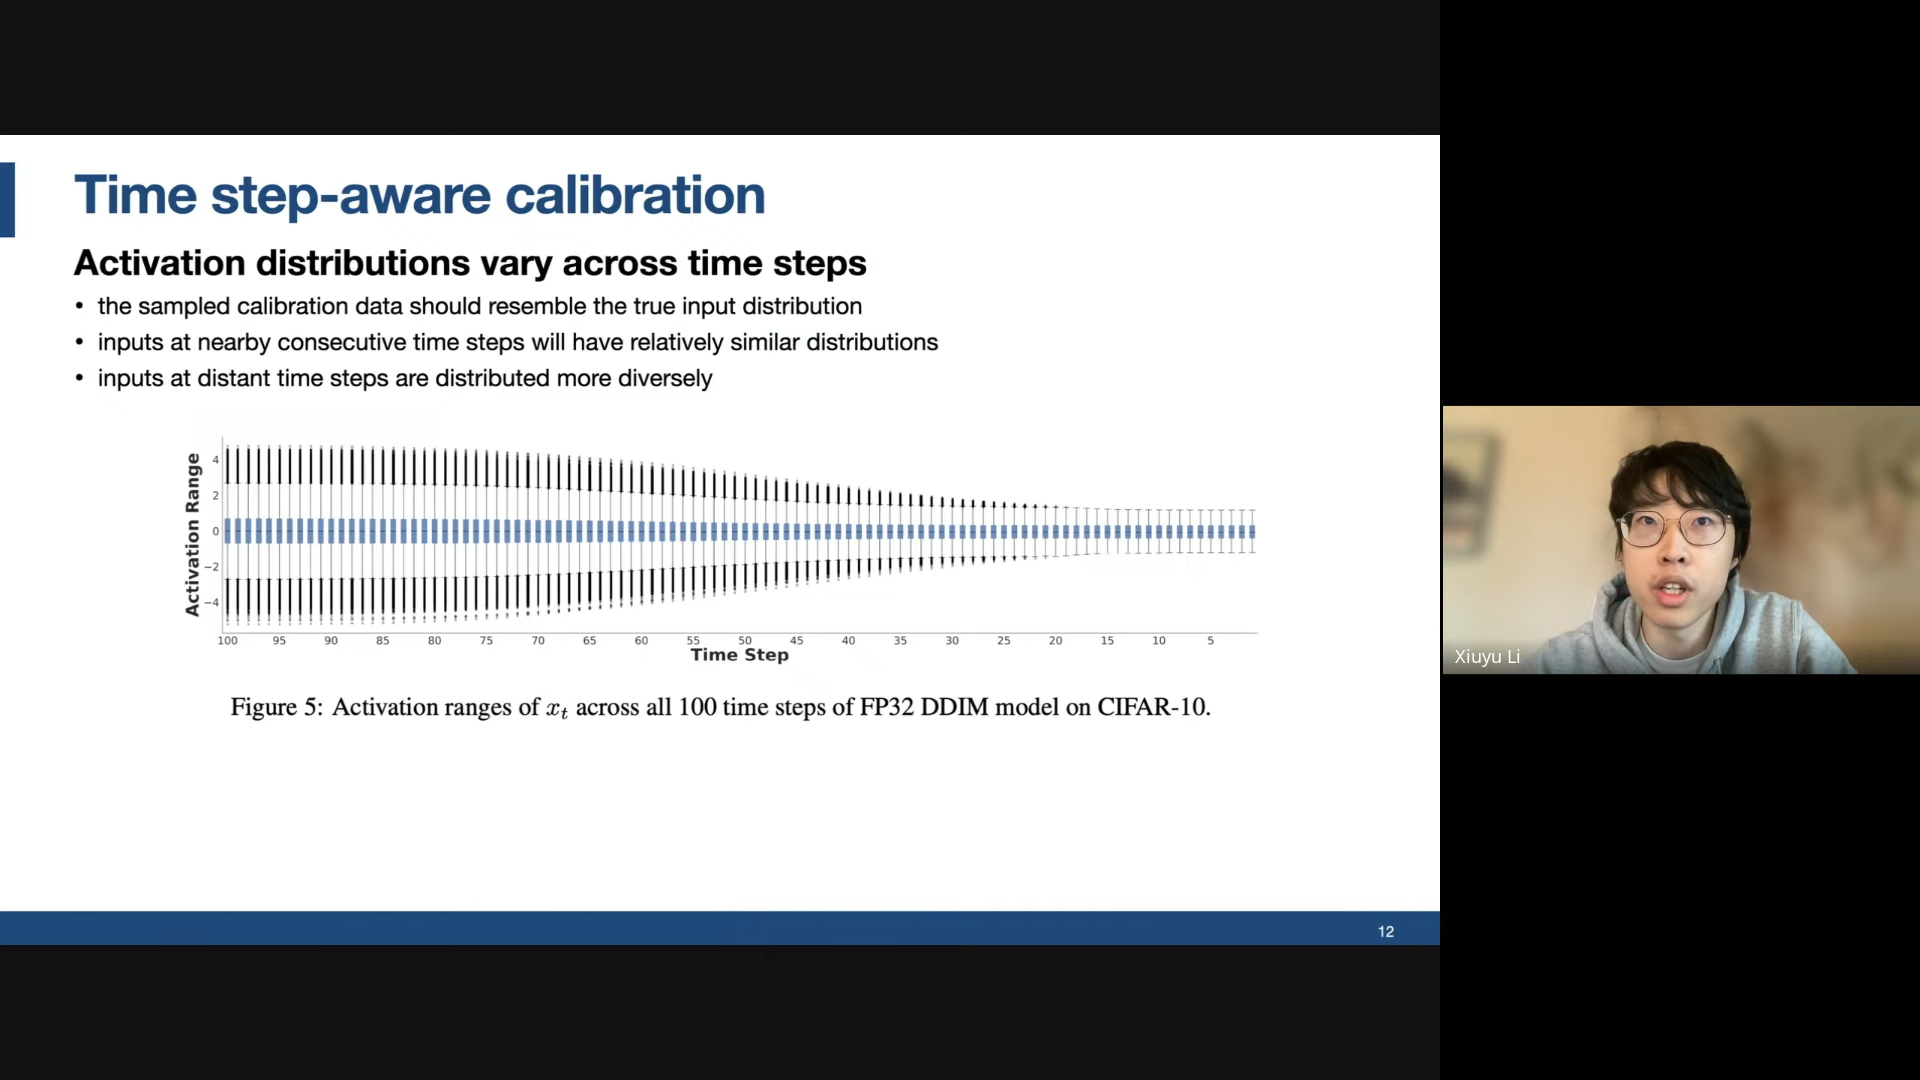 Time step-aware calibration
Activation distributions vary across time steps
• the sampled calibration data should resemble the true input distribution
• inputs at nearby consecutive time steps will have relatively similar distributions
• inputs at distant time steps are distributed more diversely
Activation Range
4
2
0
−2
−4
100 95 90 85 80 75 70 65 60 55 50 45 40 35 30 25 20 15 10 5
Time Step
Figure 5: Activation ranges of xₜ across all 100 time steps of FP32 DDIM model on CIFAR-10.
Xiuyu Li
12